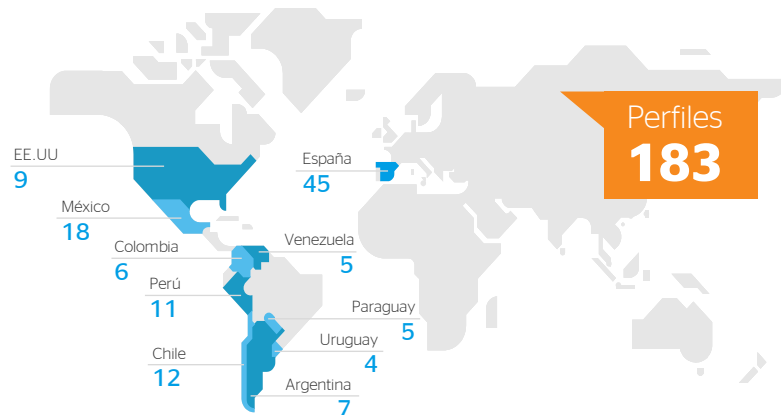 EE.UU
9
España
45
Perfiles
183
México
18
Colombia
6
Venezuela
5
Perú
11
Paraguay
5
Uruguay
4
Chile
12
Argentina
7